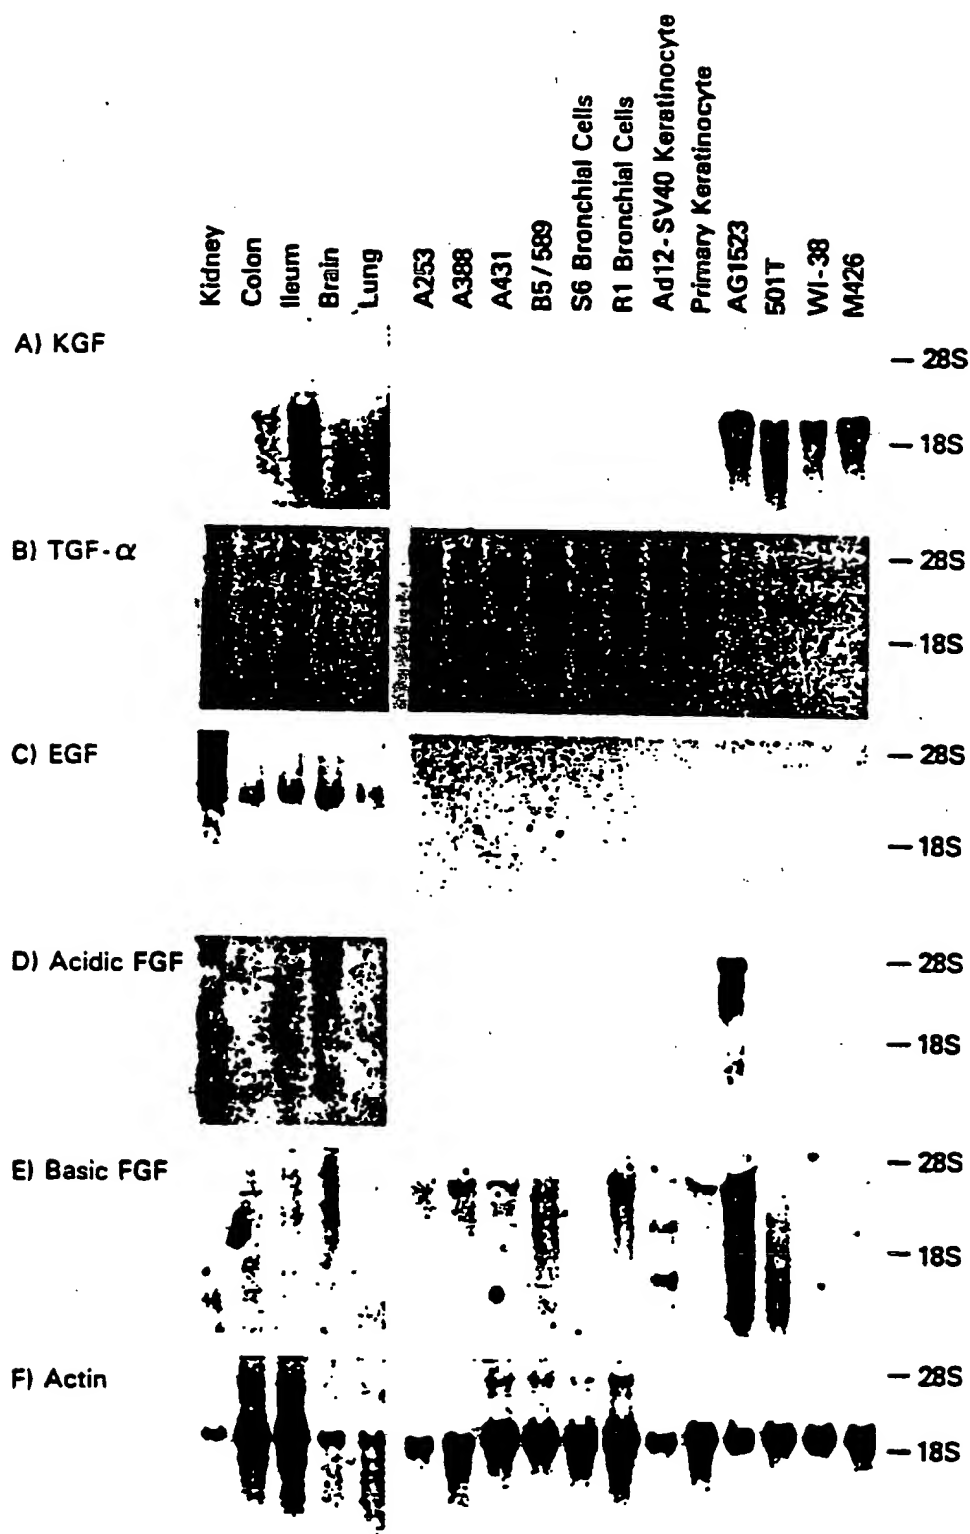 Kidney
Colon
Ileum
Brain
Lung
A253
A388
A431
B5/589
S6 Bronchial Cells
R1 Bronchial Cells
Ad12-SV40 Keratinocyte
Primary Keratinocyte
AG1523
501T
WI-38
M426
A) KGF
— 28S
— 18S
B) TGF-α
— 28S
— 18S
C) EGF
— 28S
— 18S
D) Acidic FGF
— 28S
— 18S
E) Basic FGF
— 28S
— 18S
F) Actin
— 28S
— 18S